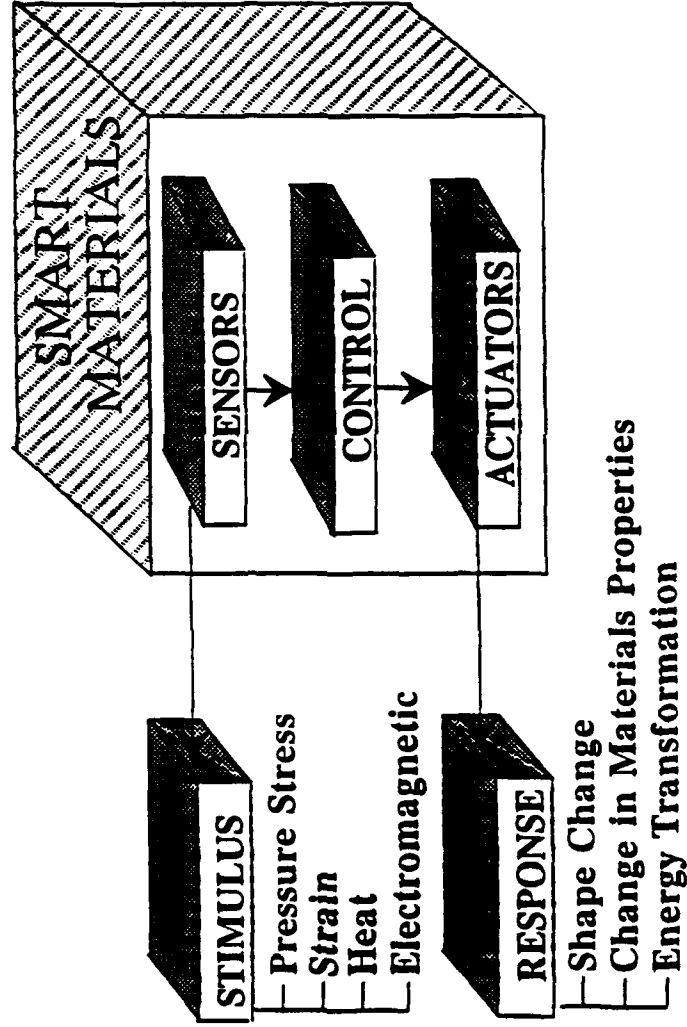 SMART
MATERIALS
STIMULUS
Pressure Stress
Strain
Heat
Electromagnetic
SENSORS
CONTROL
ACTUATORS
RESPONSE
Shape Change
Change in Materials Properties
Energy Transformation